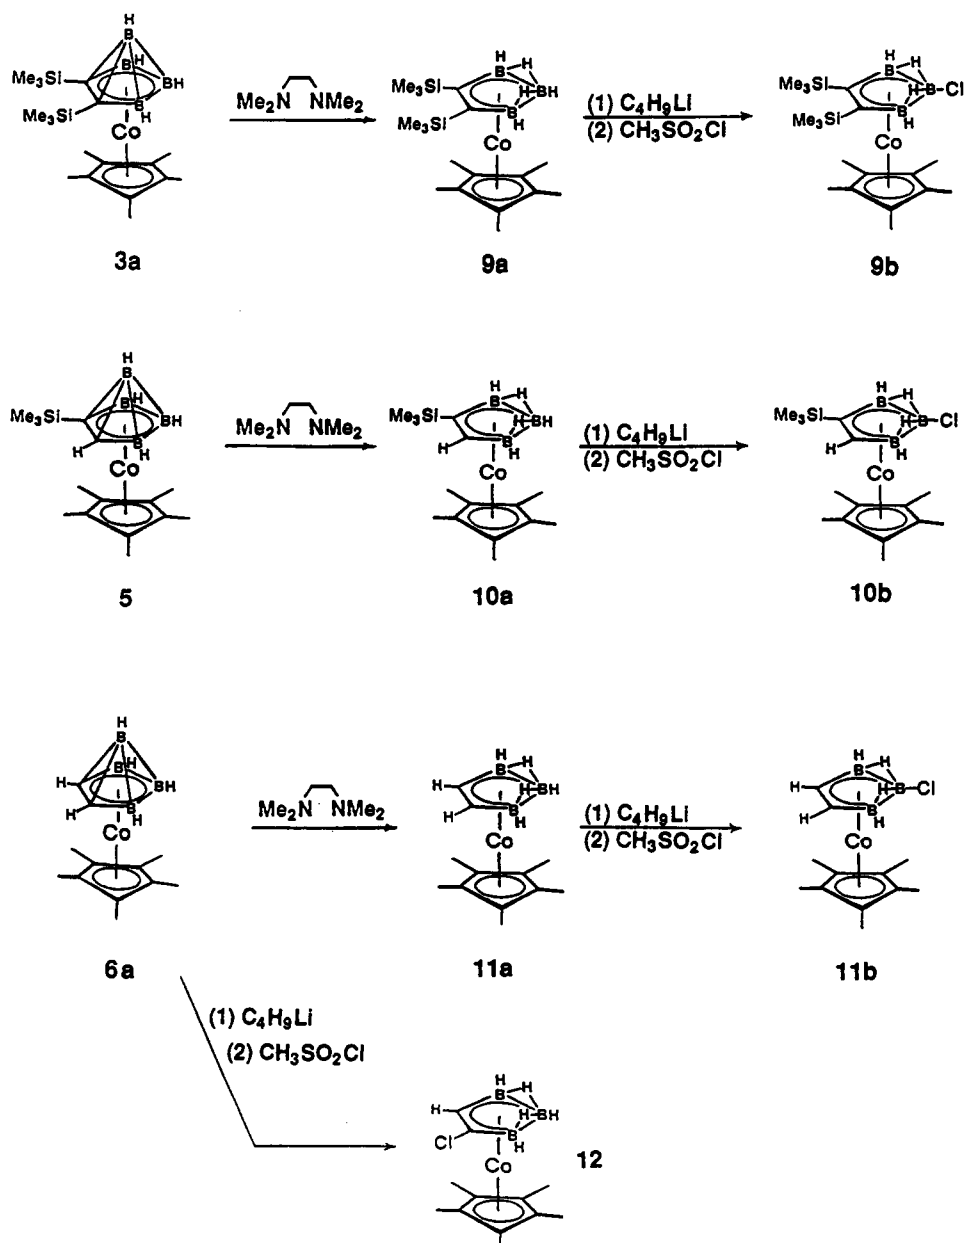 H
B
H
B
Me₃Si
BH
B
H
Me₃Si
Co
3a
Me₂N NMe₂
H
B H
Me₃Si
H BH
B
H
Me₃Si
Co
9a
(1) C₄H₉Li
(2) CH₃SO₂Cl
H
B H
Me₃Si
H B Cl
B
H
Me₃Si
Co
9b
H
B
H
B
Me₃Si
BH
B
H H
Co
5
Me₂N NMe₂
H
B H
Me₃Si
H BH
B
H H
Co
10a
(1) C₄H₉Li
(2) CH₃SO₂Cl
H
B H
Me₃Si
H B Cl
B
H H
Co
10b
H
B
B H
H
BH
B
H H
Co
6a
Me₂N NMe₂
H
B H
H
H BH
B
H H
Co
11a
(1) C₄H₉Li
(2) CH₃SO₂Cl
H
B H
H
H B Cl
B
H H
Co
11b
(1) C₄H₉Li
(2) CH₃SO₂Cl
H
B H
H
H BH
B
Cl H
Co
12